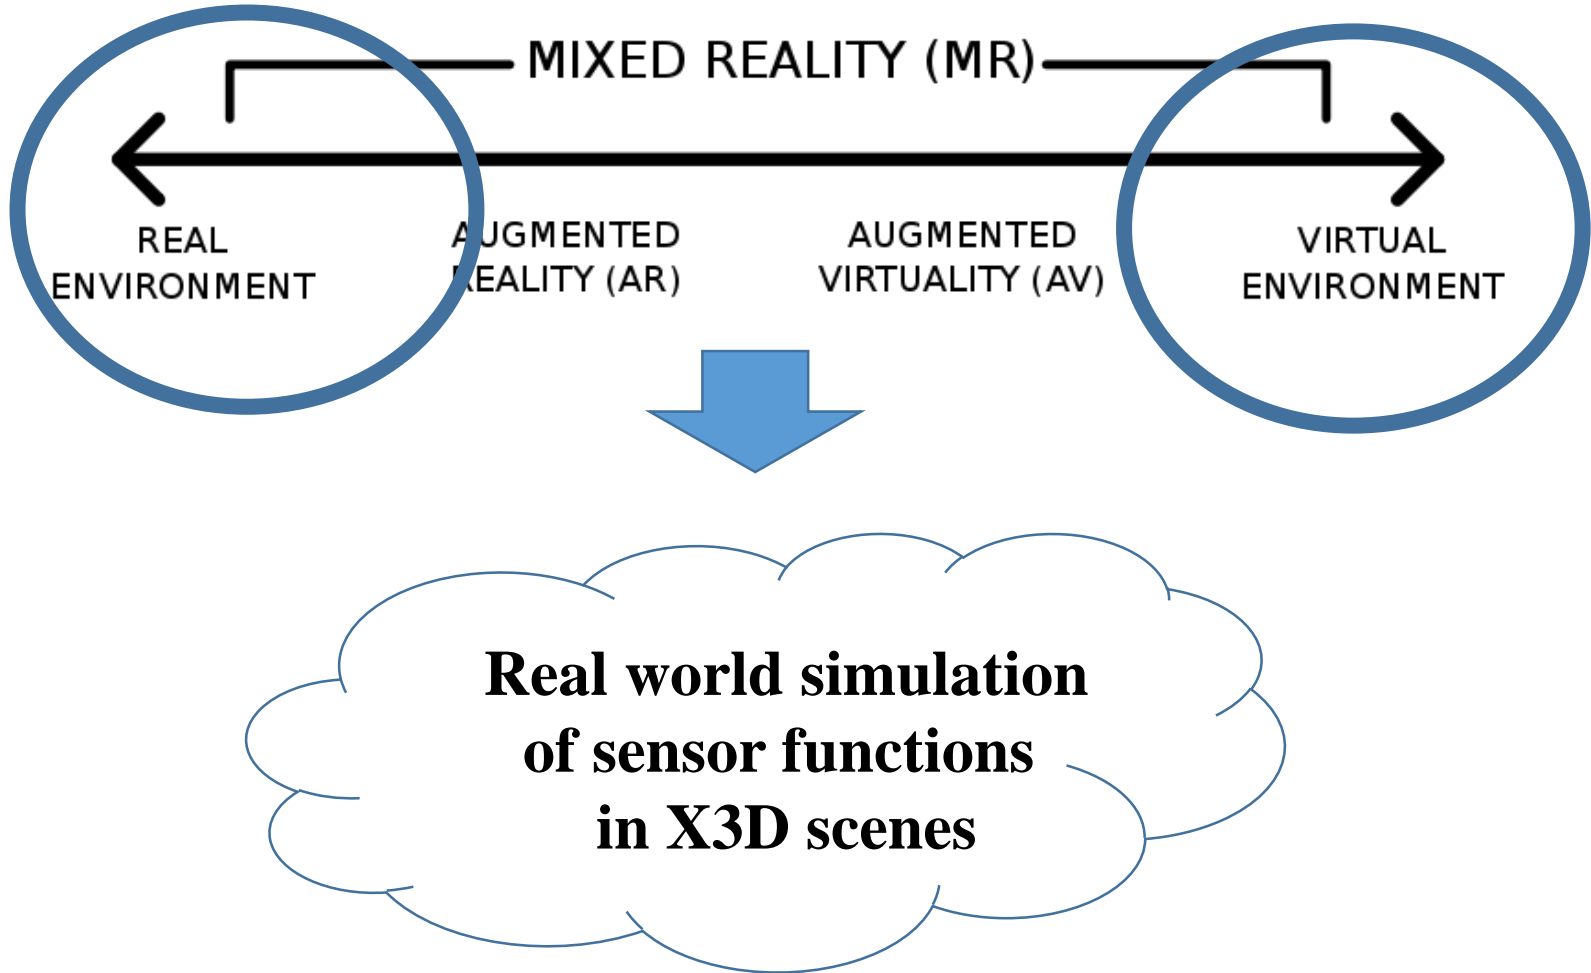 MIXED REALITY (MR)
REAL
ENVIRONMENT
AUGMENTED
REALITY (AR)
AUGMENTED
VIRTUALITY (AV)
VIRTUAL
ENVIRONMENT
Real world simulation
of sensor functions
in X3D scenes